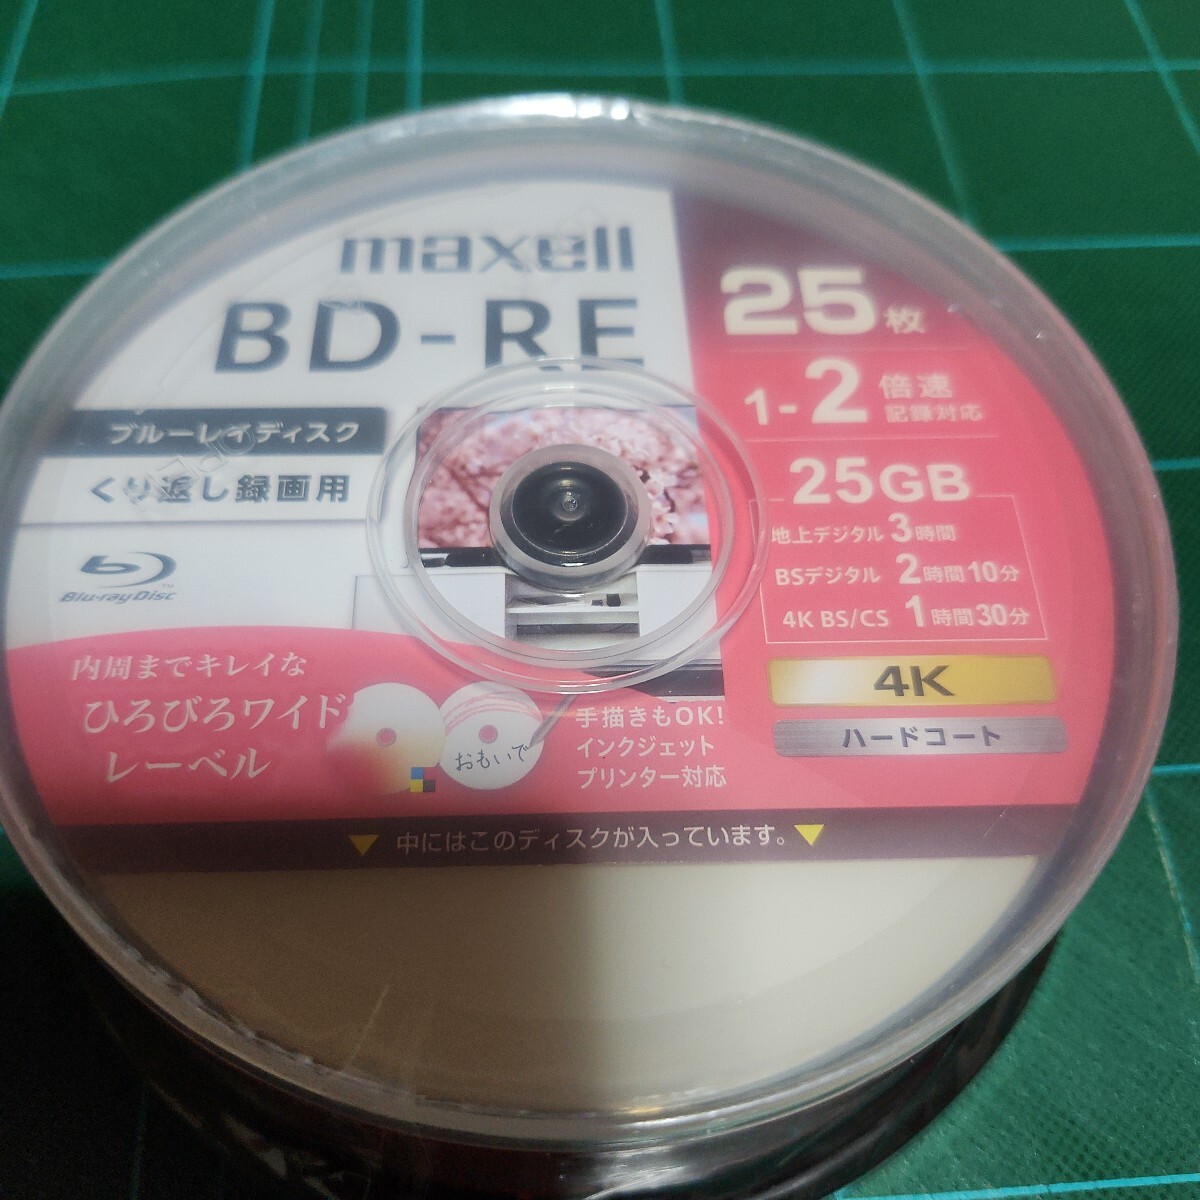 maxell
BD-RE
ブルーレイディスク
くり返し録画用
OPEN
Blu-ray Disc
TM
25枚
1-2倍速
記録対応
25GB
地上デジタル 3時間
BSデジタル 2時間10分
4K BS/CS 1時間30分
4K
ハードコート
内周までキレイな
ひろびろワイド
レーベル
おもいで
手描きもOK!
インクジェット
プリンター対応
▼ 中にはこのディスクが入っています。 ▼